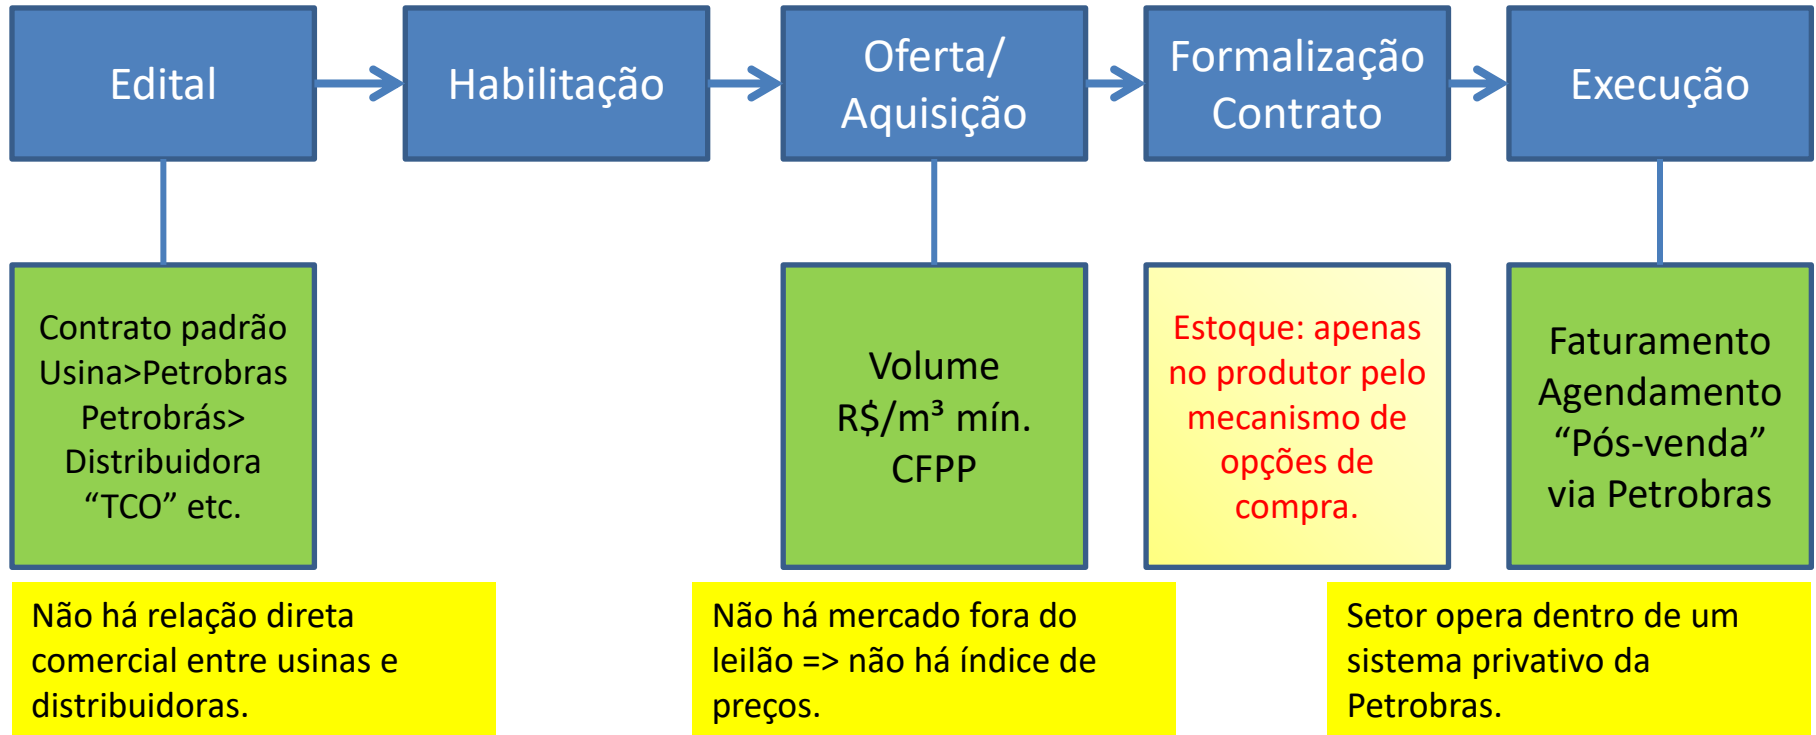 Edital
Habilitação
Oferta/
Aquisição
Formalização
Contrato
Execução
Contrato padrão
Usina>Petrobras
Petrobrás>
Distribuidora
“TCO” etc.
Volume
R$/m³ mín.
CFPP
Estoque: apenas
no produtor pelo
mecanismo de
opções de
compra.
Faturamento
Agendamento
“Pós-venda”
via Petrobras
Não há relação direta
comercial entre usinas e
distribuidoras.
Não há mercado fora do
leilão => não há índice de
preços.
Setor opera dentro de um
sistema privativo da
Petrobras.